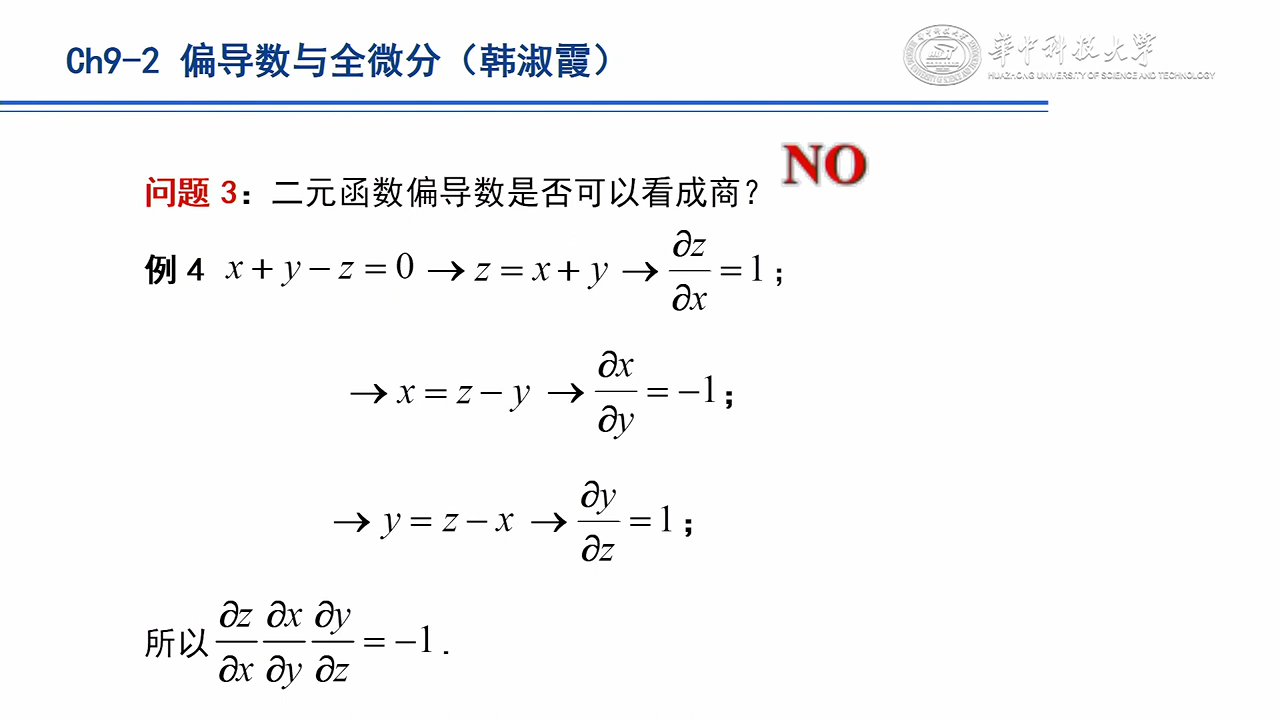 Ch9-2 偏导数与全微分（韩淑霞）
华中科技大学
HUAZHONG UNIVERSITY OF SCIENCE AND TECHNOLOGY
NO
问题 3：二元函数偏导数是否可以看成商？
例 4 x + y − z = 0 → z = x + y → ∂z/∂x = 1；
→ x = z − y → ∂x/∂y = −1；
→ y = z − x → ∂y/∂z = 1；
所以 ∂z/∂x ∂x/∂y ∂y/∂z = −1.